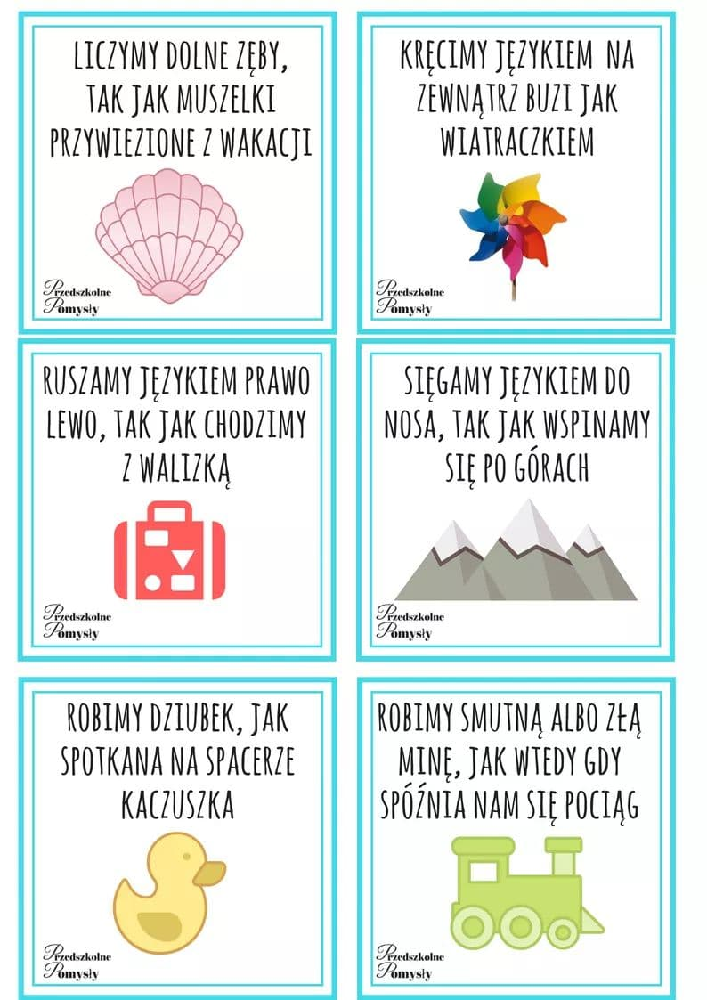 LICZYMY DOLNE ZĘBY,
TAK JAK MUSZELKI
PRZYWIEZIONE Z WAKACJI
Przedszkolne
Pomysły
KRĘCIMY JĘZYKIEM NA
ZEWNĄTRZ BUZI JAK
WIATRACZKIEM
Przedszkolne
Pomysły
RUSZAMY JĘZYKIEM PRAWO
LEWO, TAK JAK CHODZIMY
Z WALIZKĄ
Przedszkolne
Pomysły
SIĘGAMY JĘZYKIEM DO
NOSA, TAK JAK WSPINAMY
SIĘ PO GÓRACH
Przedszkolne
Pomysły
ROBIMY DZIUBEK, JAK
SPOTKANA NA SPACERZE
KACZUSZKA
Przedszkolne
Pomysły
ROBIMY SMUTNĄ ALBO ZŁĄ
MINĘ, JAK WTEDY GDY
SPÓŹNIA NAM SIĘ POCIĄG
Przedszkolne
Pomysły